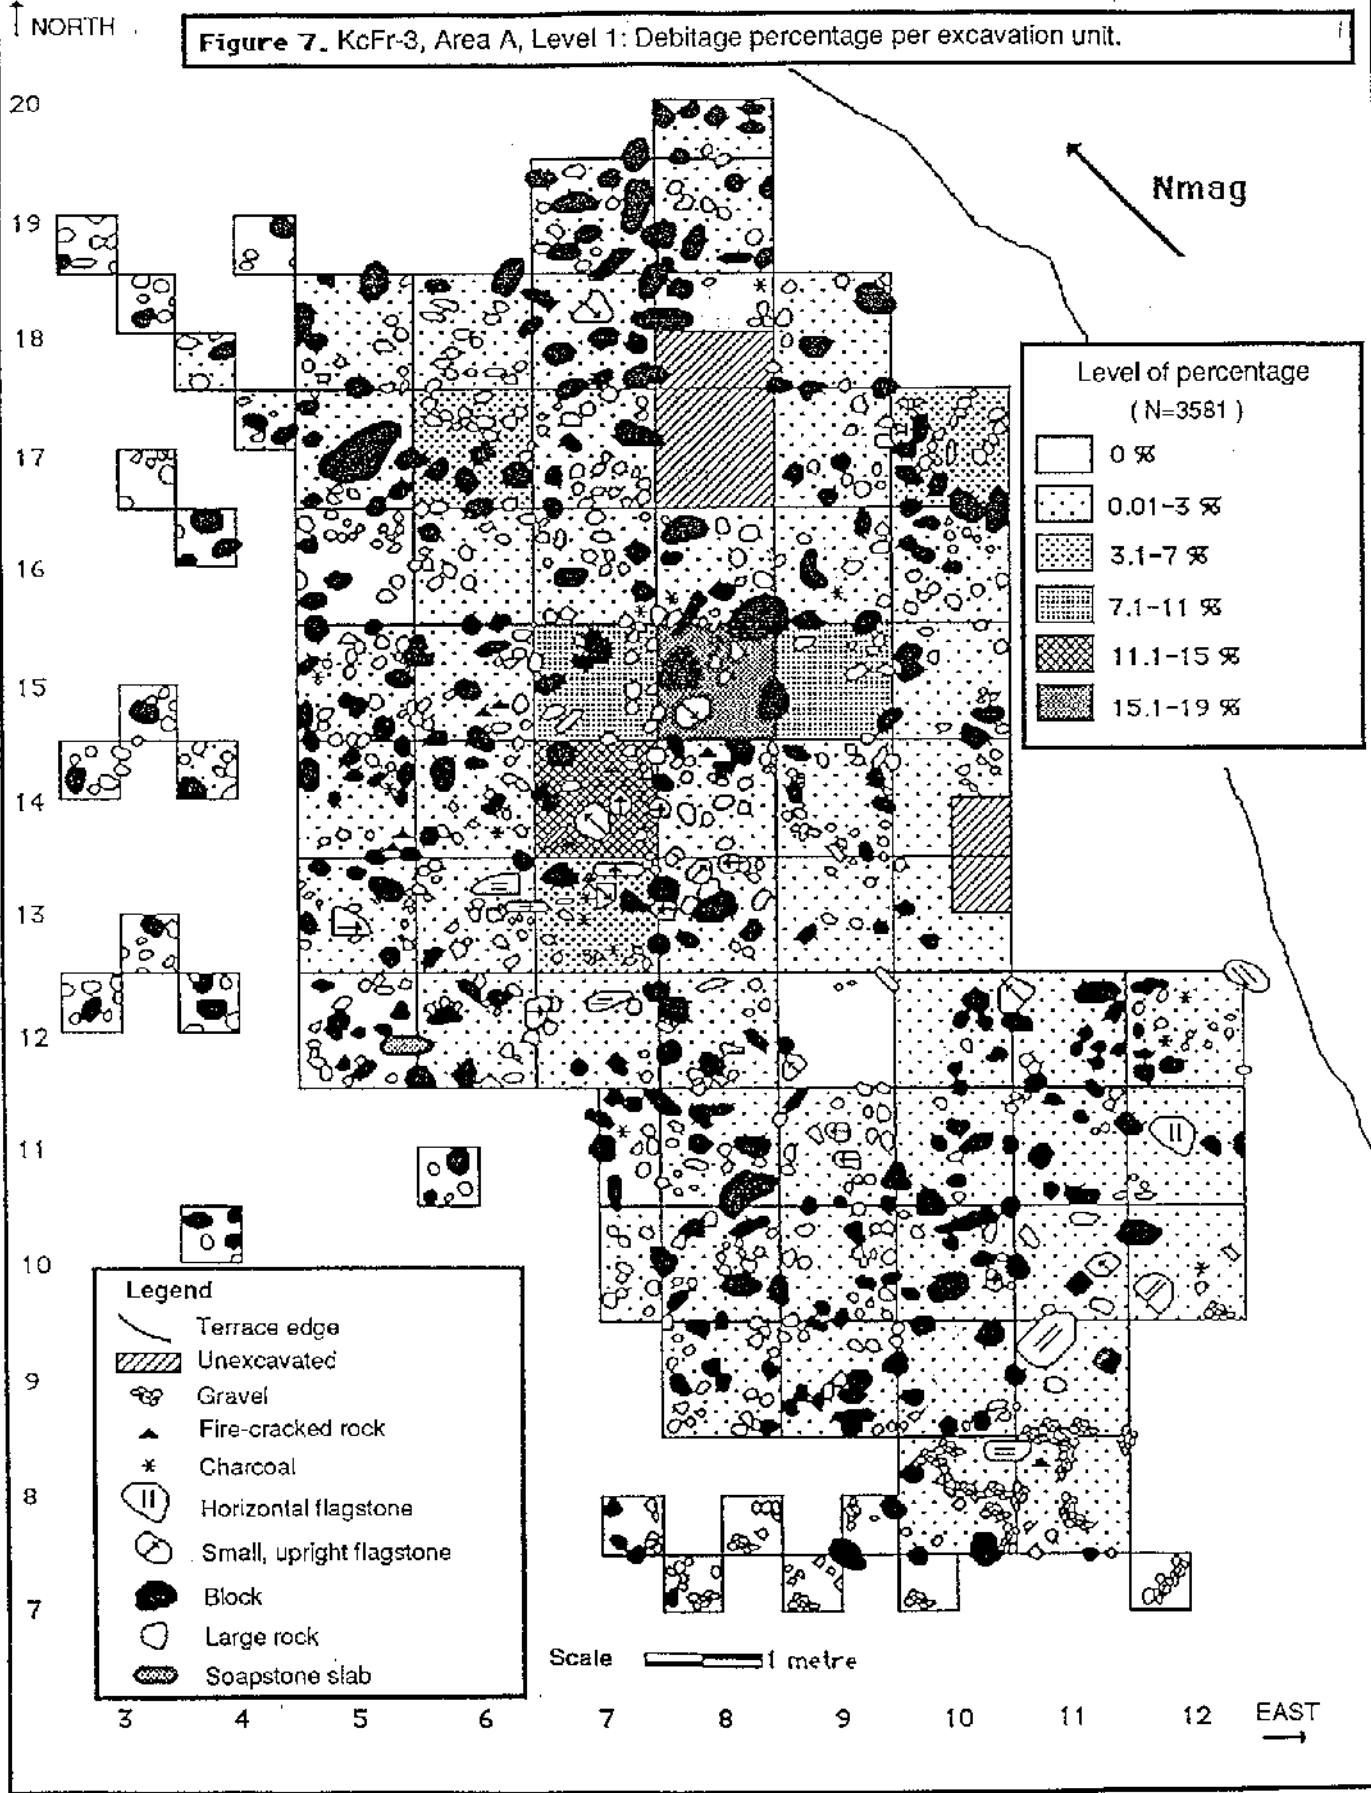 NORTH
Figure 7. KcFr-3, Area A, Level 1: Debitage percentage per excavation unit.
20
Nmag
19
18
Level of percentage
( N=3581 )
0 %
17
0.01-3 %
3.1-7 %
16
7.1-11 %
11.1-15 %
15
15.1-19 %
14
13
12
11
10
Legend
Terrace edge
Unexcavated
9
Gravel
Fire-cracked rock
Charcoal
8
Horizontal flagstone
Small, upright flagstone
Block
7
Large rock
Scale 1 metre
Soapstone slab
3 4 5 6 7 8 9 10 11 12 EAST